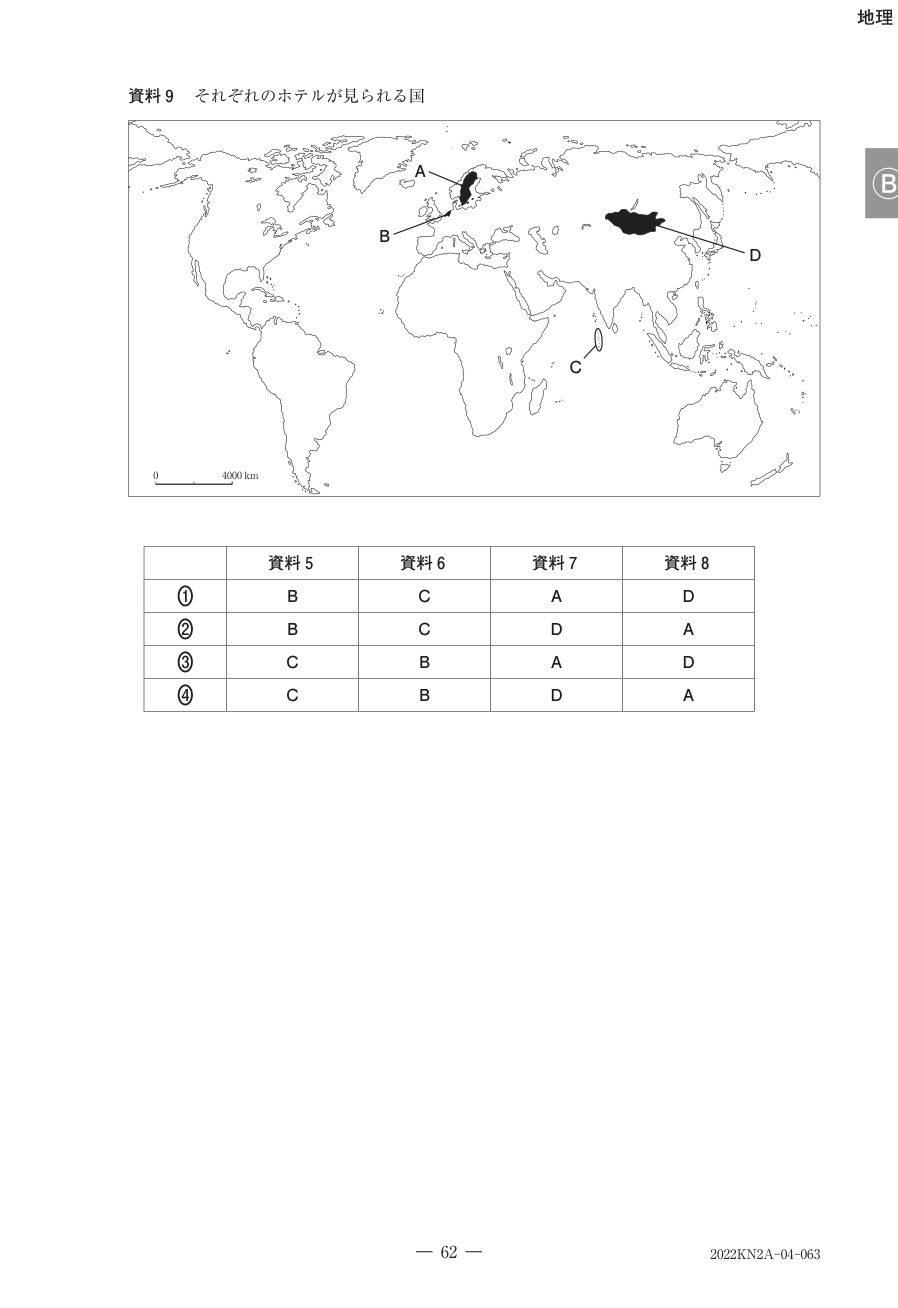 地理
資料9 それぞれのホテルが見られる国
Ⓑ
A
B
D
C
0 4000 km
資料5 資料6 資料7 資料8
① B C A D
② B C D A
③ C B A D
④ C B D A
― 62 ―
2022KN2A-04-063